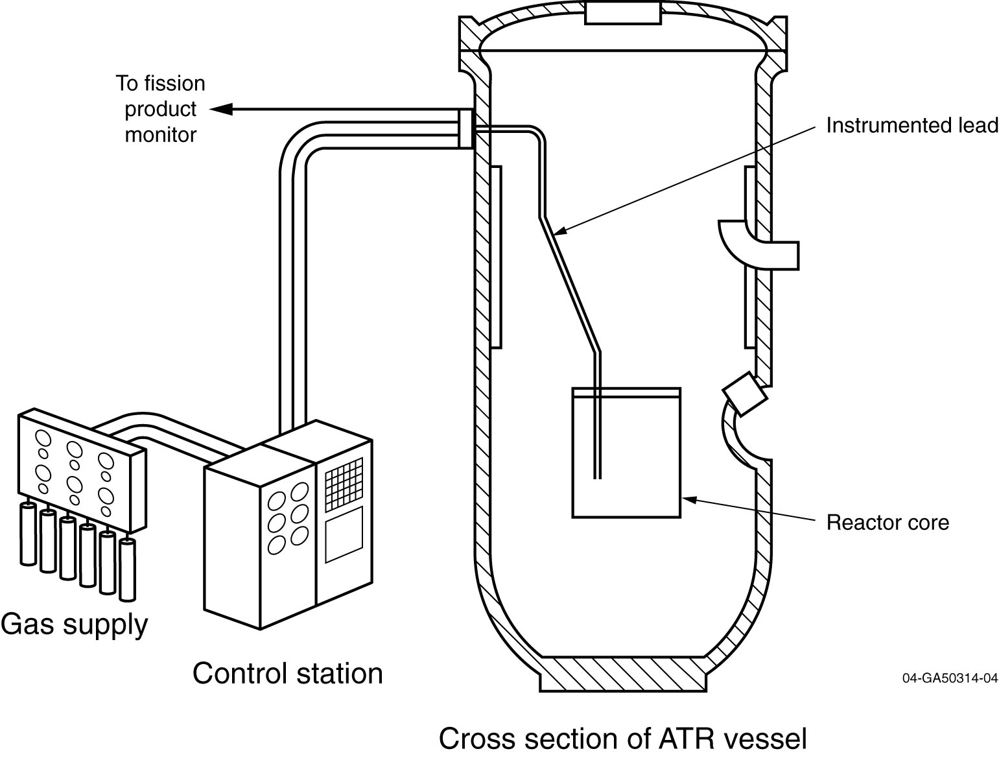 To fission
product
monitor
Instrumented lead
Reactor core
Gas supply
Control station
04-GA50314-04
Cross section of ATR vessel